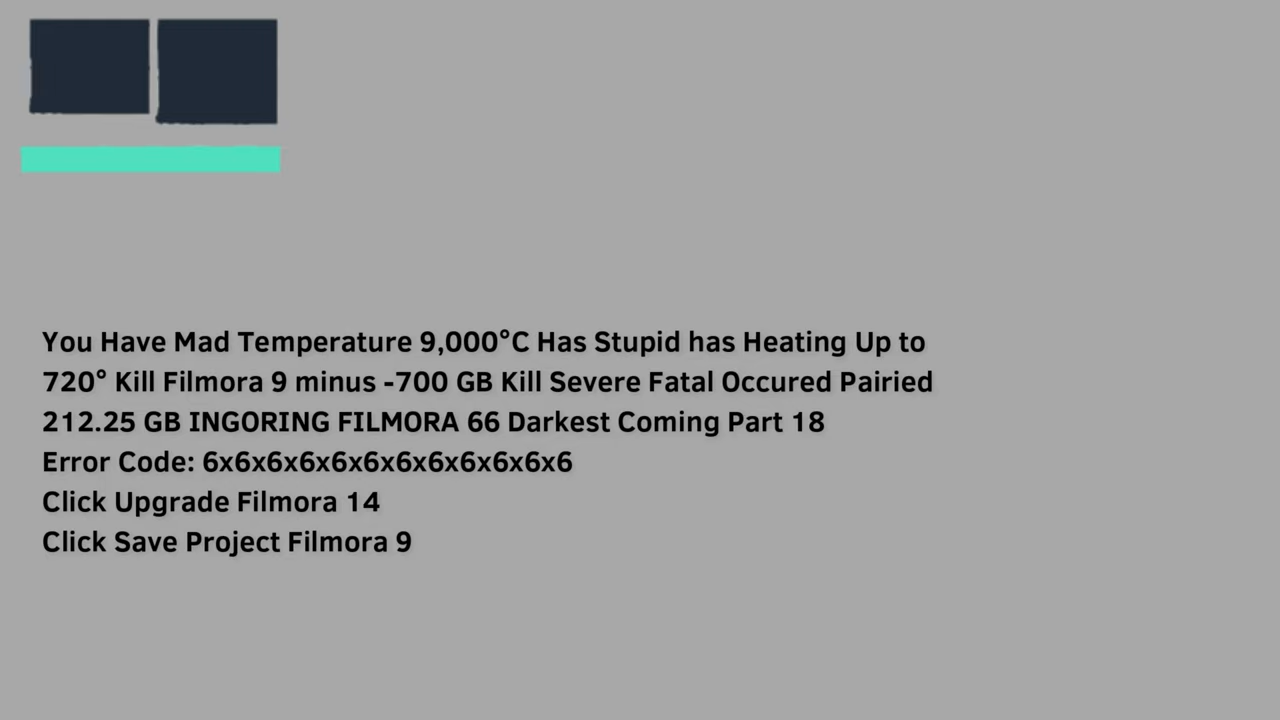 You Have Mad Temperature 9,000°C Has Stupid has Heating Up to
720° Kill Filmora 9 minus -700 GB Kill Severe Fatal Occured Pairied
212.25 GB INGORING FILMORA 66 Darkest Coming Part 18
Error Code: 6x6x6x6x6x6x6x6x6x6x6x6
Click Upgrade Filmora 14
Click Save Project Filmora 9